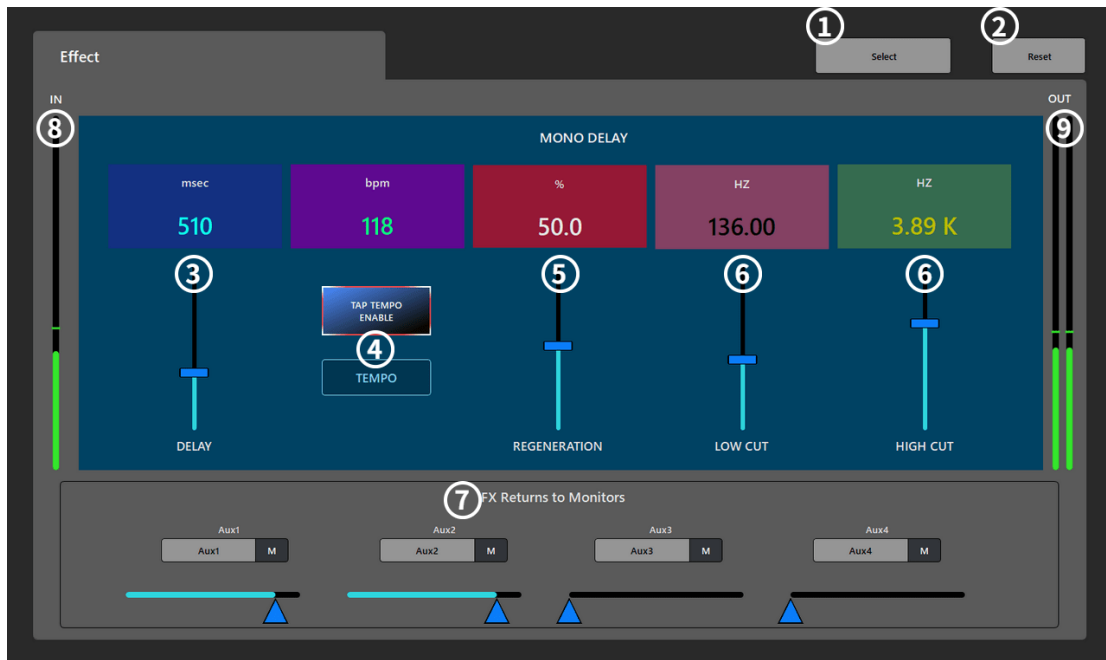 1
2
Effect
Select
Reset
IN
OUT
8
9
MONO DELAY
msec
bpm
%
HZ
HZ
510
118
50.0
136.00
3.89 K
3
5
6
6
TAP TEMPO
ENABLE
4
TEMPO
DELAY
REGENERATION
LOW CUT
HIGH CUT
7
FX Returns to Monitors
Aux1
Aux2
Aux3
Aux4
Aux1 M
Aux2 M
Aux3 M
Aux4 M